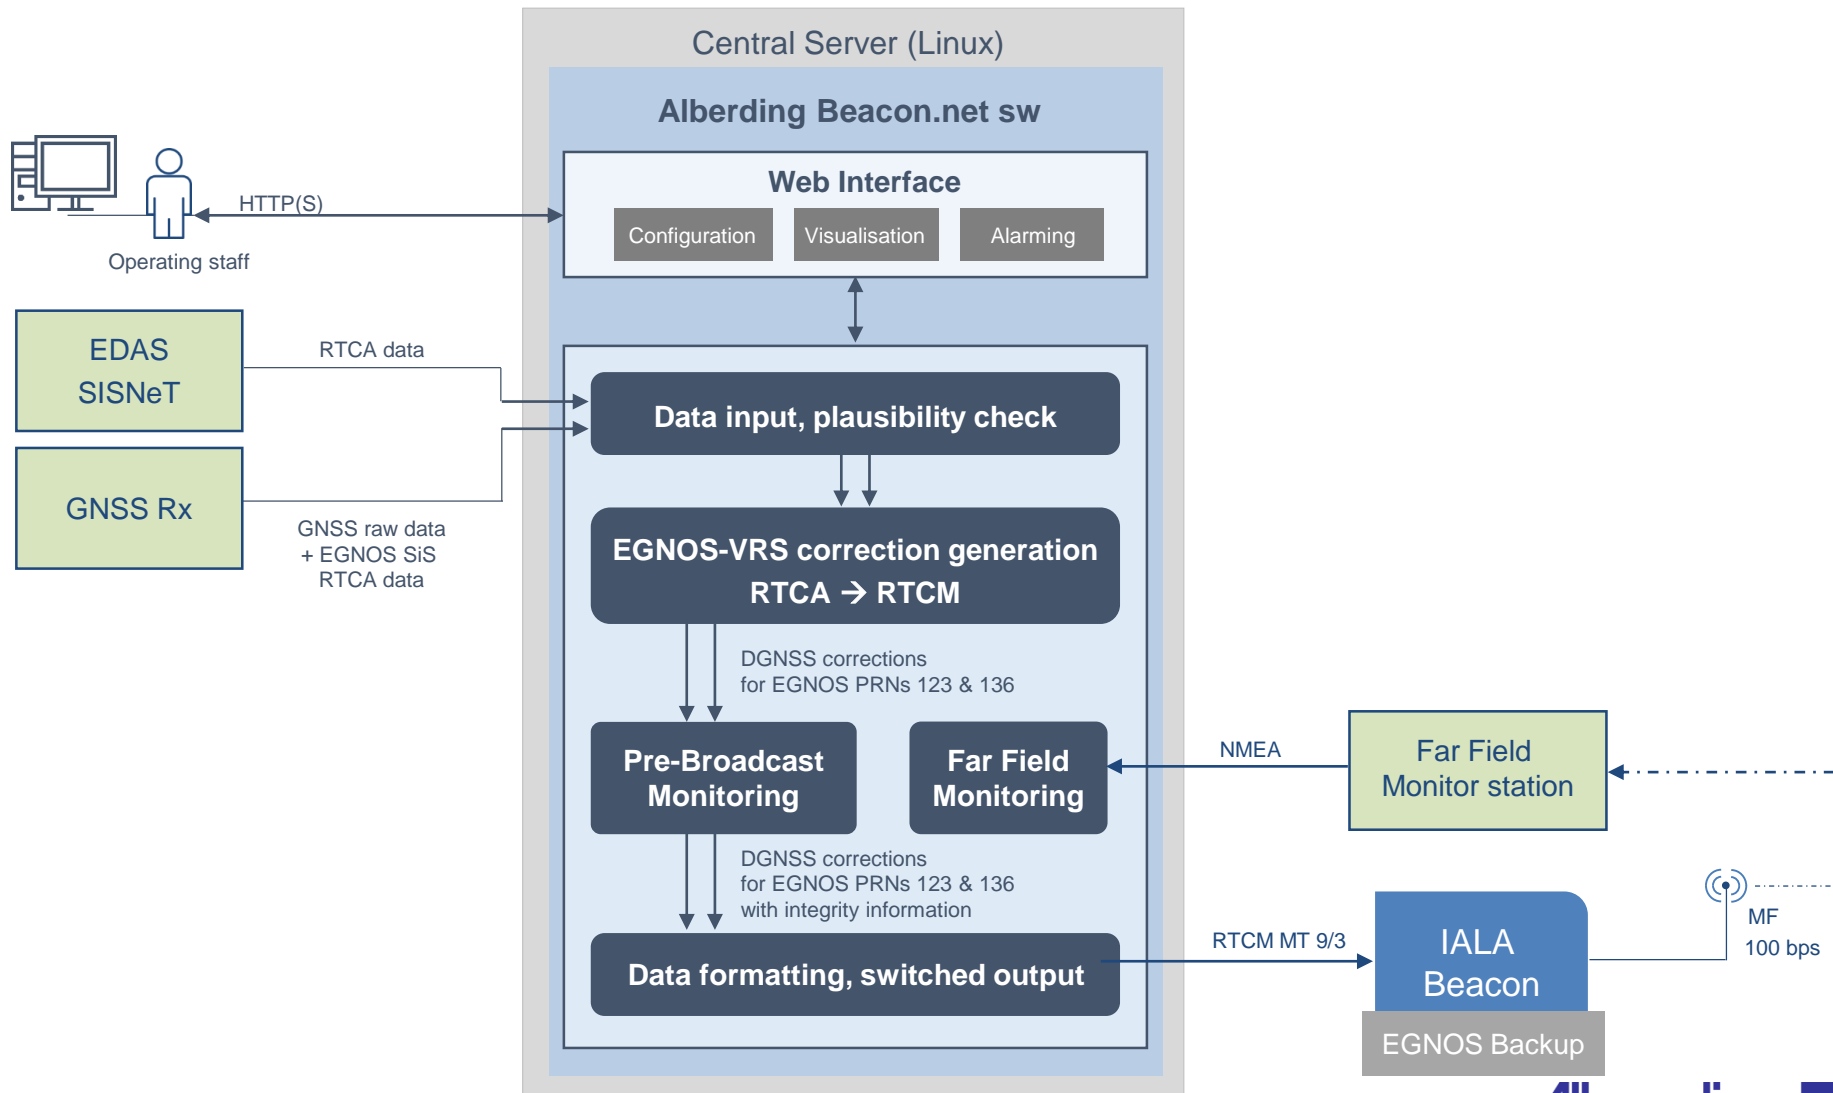 Central Server (Linux)
Alberding Beacon.net sw
Web Interface
Configuration
Visualisation
Alarming
HTTP(S)
Operating staff
EDAS
SISNeT
RTCA data
GNSS Rx
GNSS raw data
+ EGNOS SiS
RTCA data
Data input, plausibility check
EGNOS-VRS correction generation
RTCA → RTCM
DGNSS corrections
for EGNOS PRNs 123 & 136
Pre-Broadcast
Monitoring
Far Field
Monitoring
NMEA
Far Field
Monitor station
DGNSS corrections
for EGNOS PRNs 123 & 136
with integrity information
Data formatting, switched output
RTCM MT 9/3
IALA
Beacon
EGNOS Backup
MF
100 bps